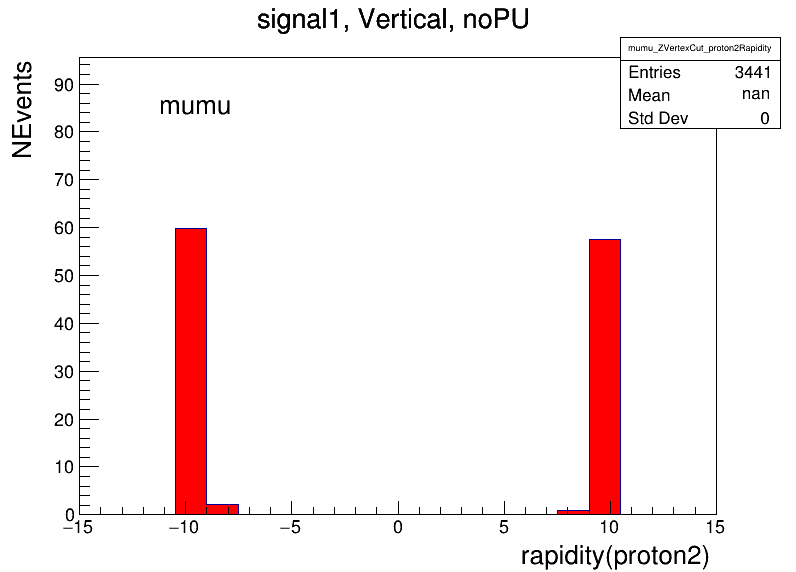 signal1, Vertical, noPU
mumu_ZVertexCut_proton2Rapidity
Entries 3441
Mean nan
Std Dev 0
NEvents
mumu
90
80
70
60
50
40
30
20
10
0
−15 −10 −5 0 5 10 15
rapidity(proton2)